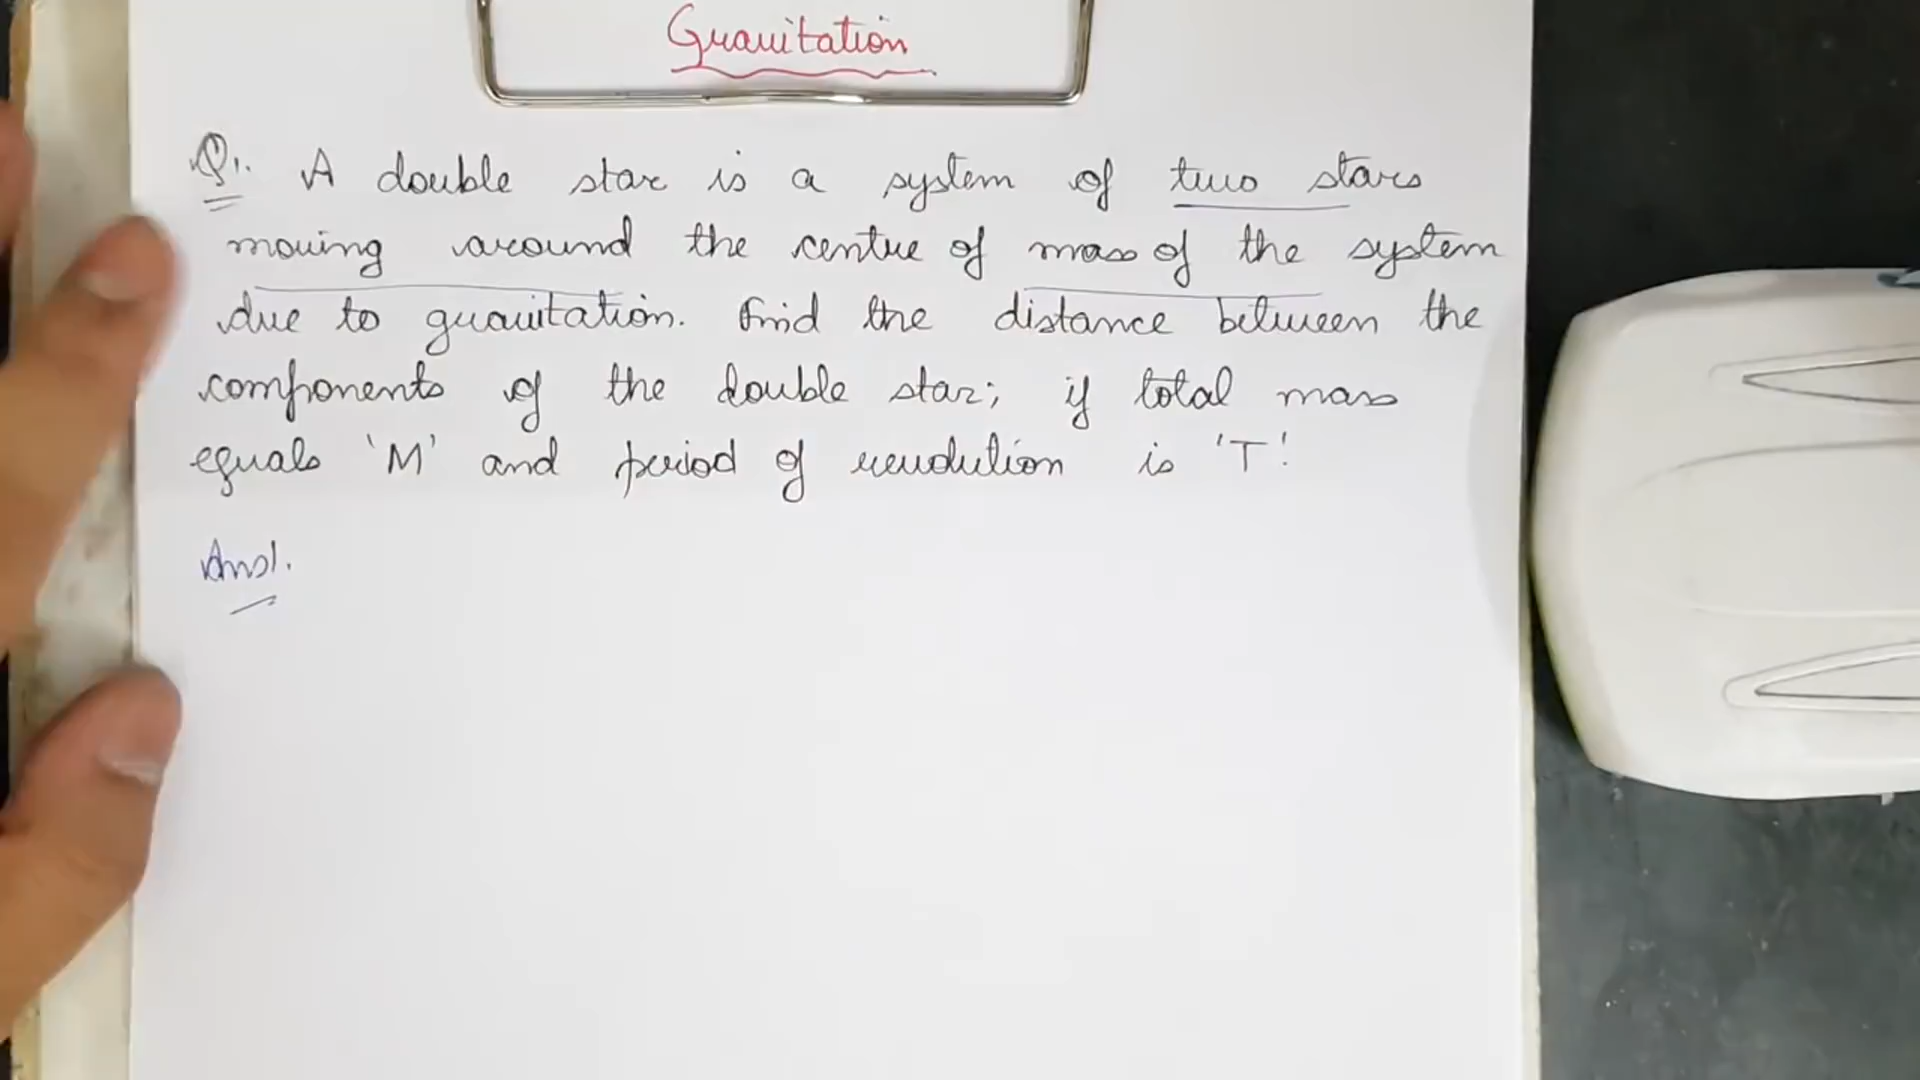 Gravitation
Q1. A double star is a system of two stars
moving around the centre of mass of the system
due to gravitation. Find the distance between the
components of the double star; if total mass
equals 'M' and period of revolution is 'T'.
Ans1.